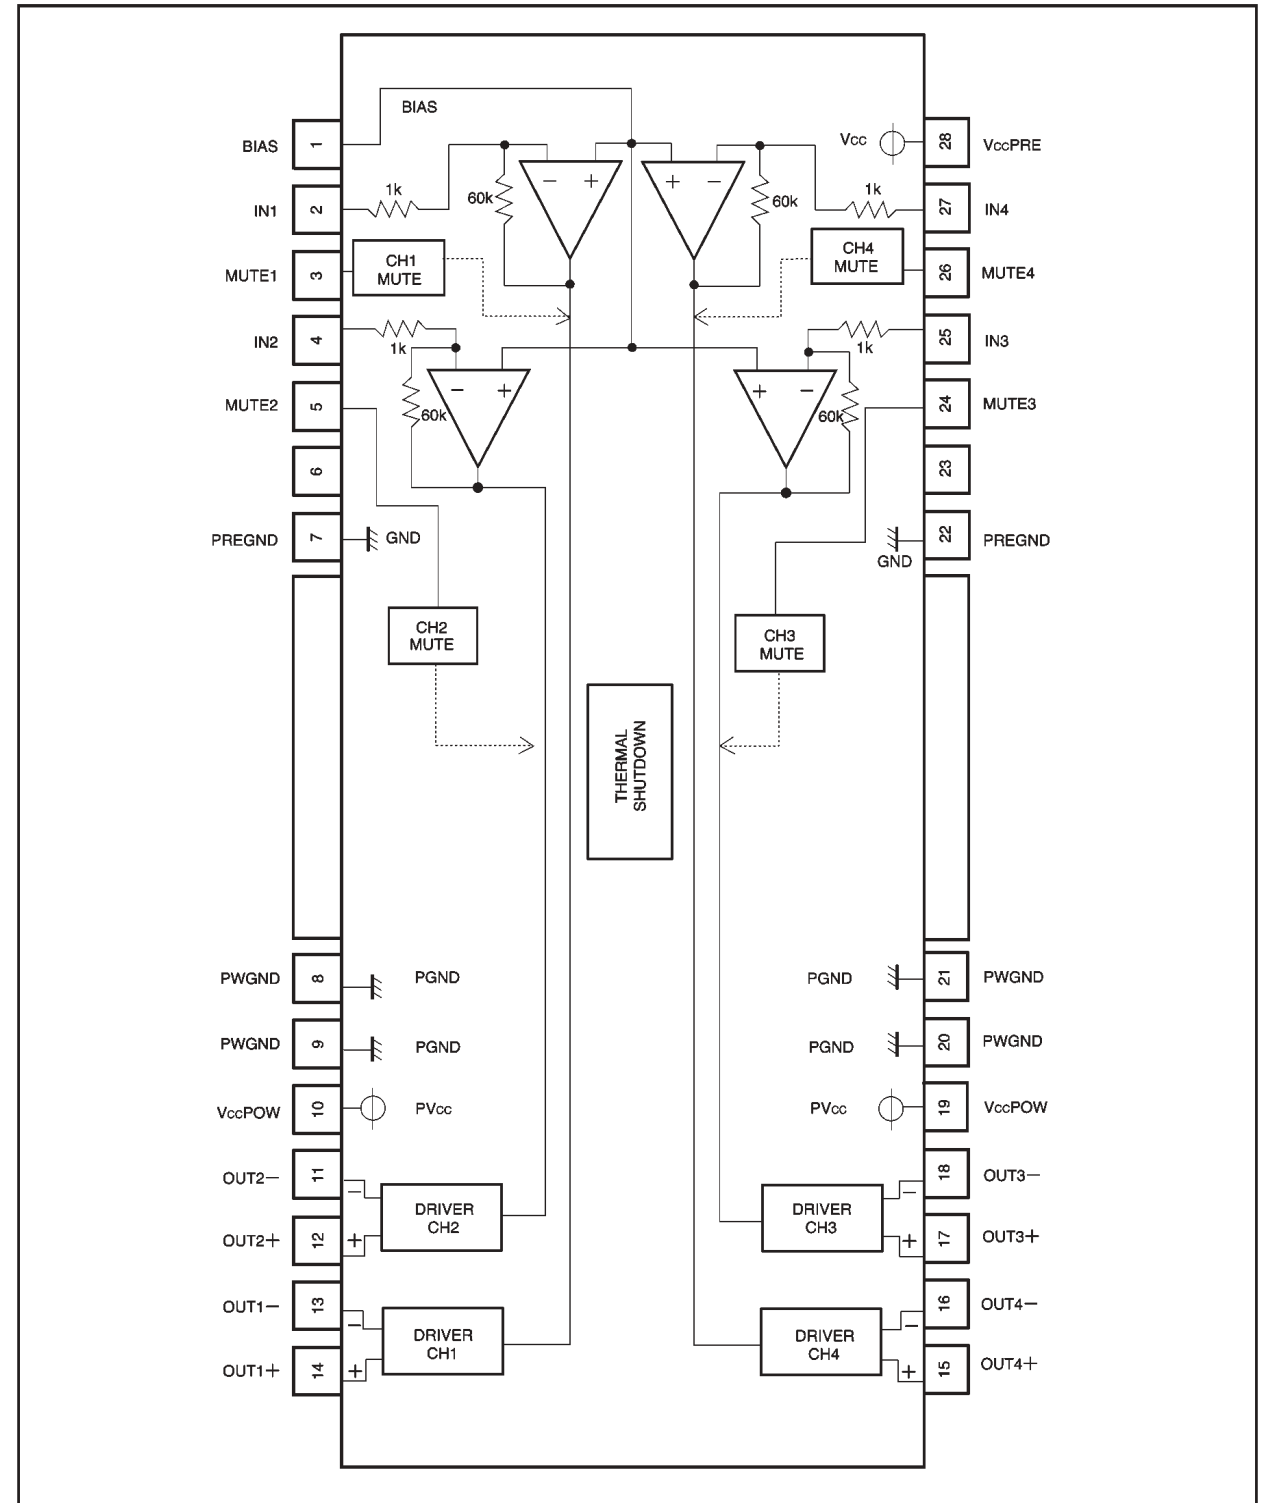 BIAS
BIAS
1
Vcc
28
VccPRE
IN1
2
1k
60k
−
+
+
−
60k
1k
27
IN4
MUTE1
3
CH1
MUTE
CH4
MUTE
26
MUTE4
IN2
4
1k
1k
25
IN3
MUTE2
5
60k
−
+
+
−
60k
24
MUTE3
6
23
PREGND
7
GND
GND
22
PREGND
CH2
MUTE
CH3
MUTE
THERMAL
SHUTDOWN
PWGND
8
PGND
PGND
21
PWGND
PWGND
9
PGND
PGND
20
PWGND
VccPOW
10
PVcc
PVcc
19
VccPOW
OUT2−
11
−
DRIVER
CH2
DRIVER
CH3
−
18
OUT3−
OUT2+
12
+
+
17
OUT3+
OUT1−
13
−
DRIVER
CH1
DRIVER
CH4
−
16
OUT4−
OUT1+
14
+
+
15
OUT4+